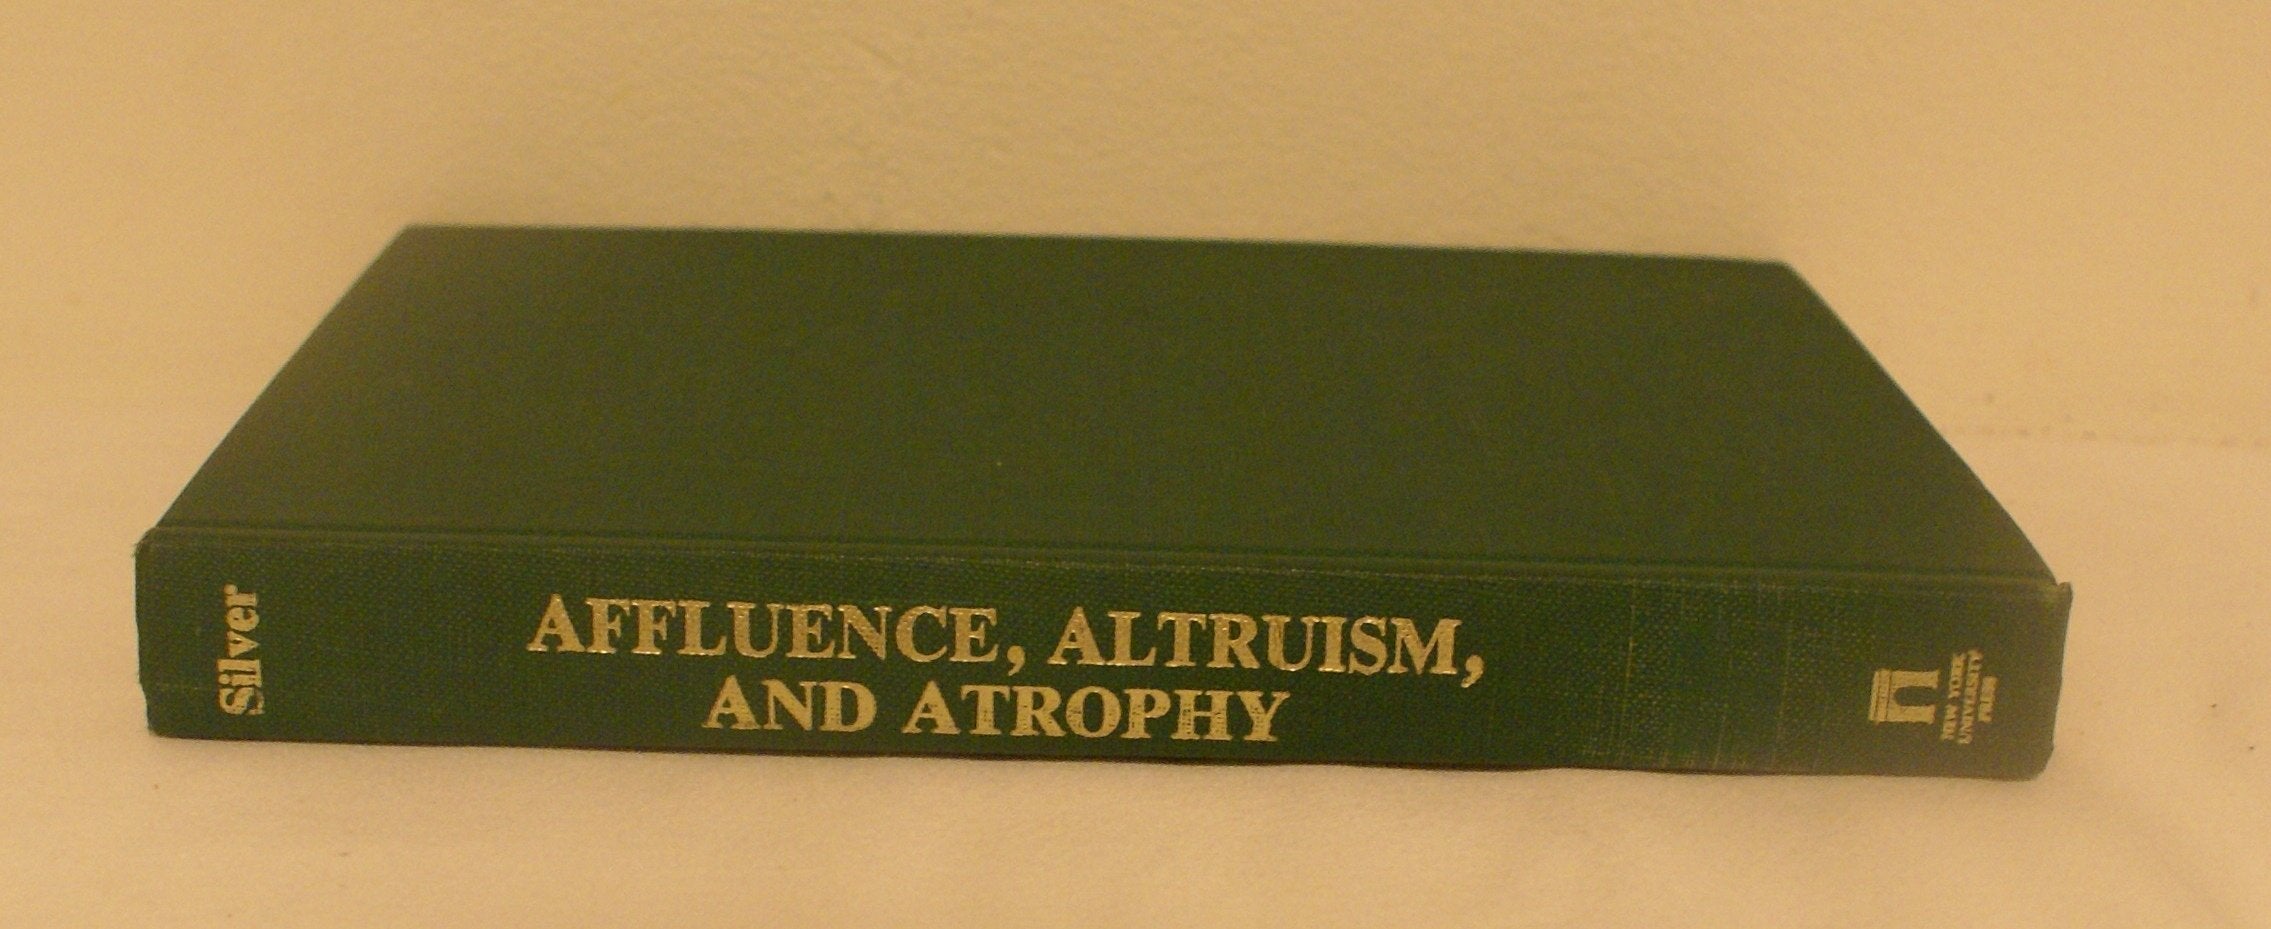 Silver
AFFLUENCE, ALTRUISM,
AND ATROPHY
NEW YORK
UNIVERSITY
PRESS